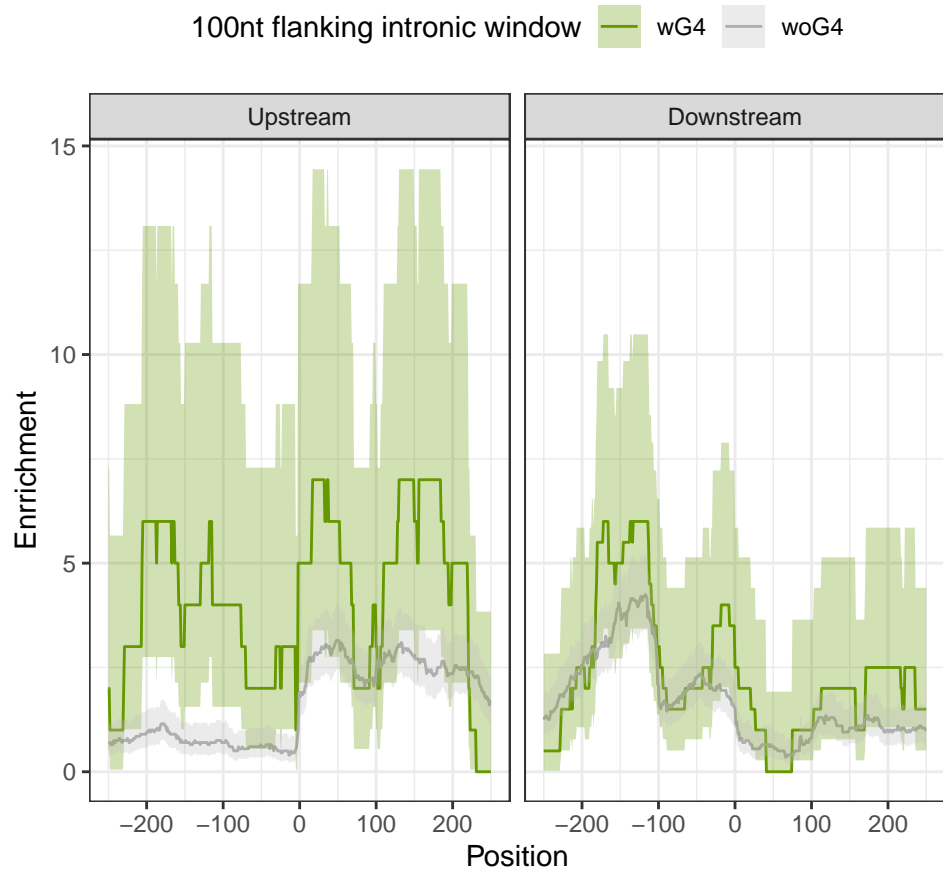 100nt flanking intronic window wG4 woG4
Upstream Downstream
15
10
5
0
−200 −100 0 100 200 −200 −100 0 100 200
Position
Enrrichment